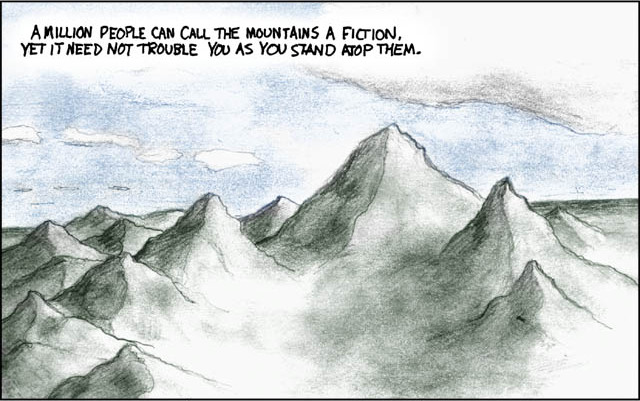 A MILLION PEOPLE CAN CALL THE MOUNTAINS A FICTION,
YET IT NEED NOT TROUBLE YOU AS YOU STAND ATOP THEM.